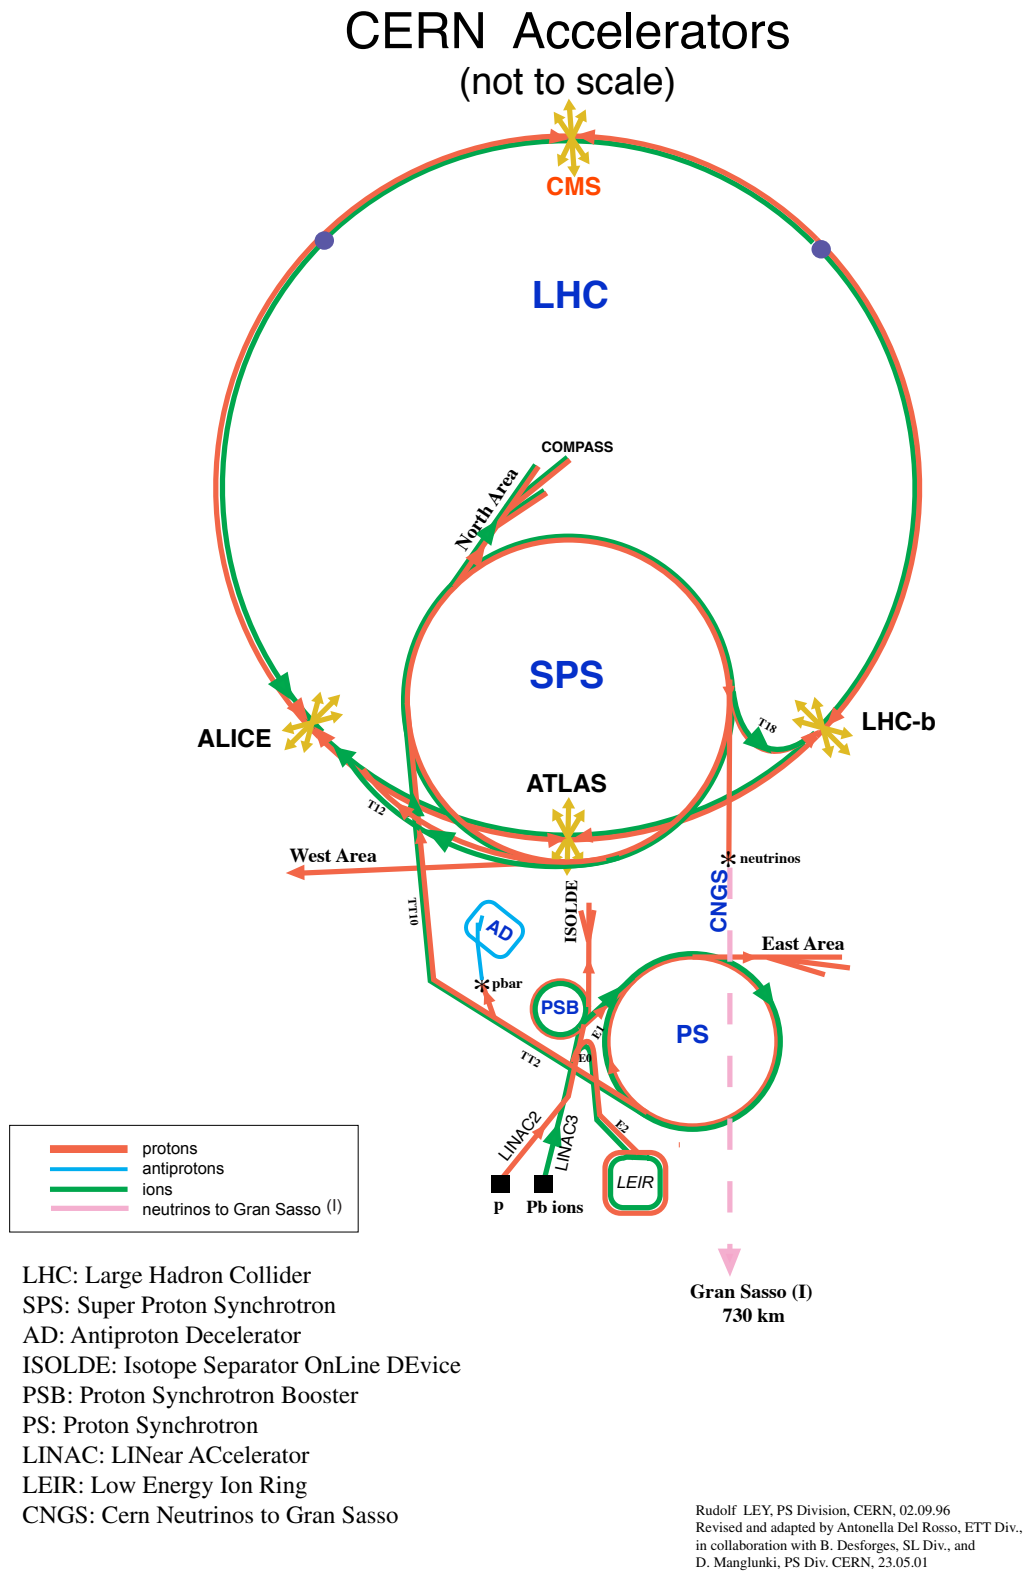 CERN Accelerators
(not to scale)
CMS
LHC
COMPASS
North Area
SPS
TI8
LHC-b
ALICE
ATLAS
TI2
West Area
neutrinos
CNGS
ISOLDE
TT10
AD
East Area
pbar
PSB
PS
E1
E0
TT2
E2
LINAC2
LINAC3
LEIR
p
Pb ions
protons
antiprotons
ions
neutrinos to Gran Sasso (I)
Gran Sasso (I)
730 km
LHC: Large Hadron Collider
SPS: Super Proton Synchrotron
AD: Antiproton Decelerator
ISOLDE: Isotope Separator OnLine DEvice
PSB: Proton Synchrotron Booster
PS: Proton Synchrotron
LINAC: LINear ACcelerator
LEIR: Low Energy Ion Ring
CNGS: Cern Neutrinos to Gran Sasso
Rudolf LEY, PS Division, CERN, 02.09.96
Revised and adapted by Antonella Del Rosso, ETT Div.,
in collaboration with B. Desforges, SL Div., and
D. Manglunki, PS Div. CERN, 23.05.01